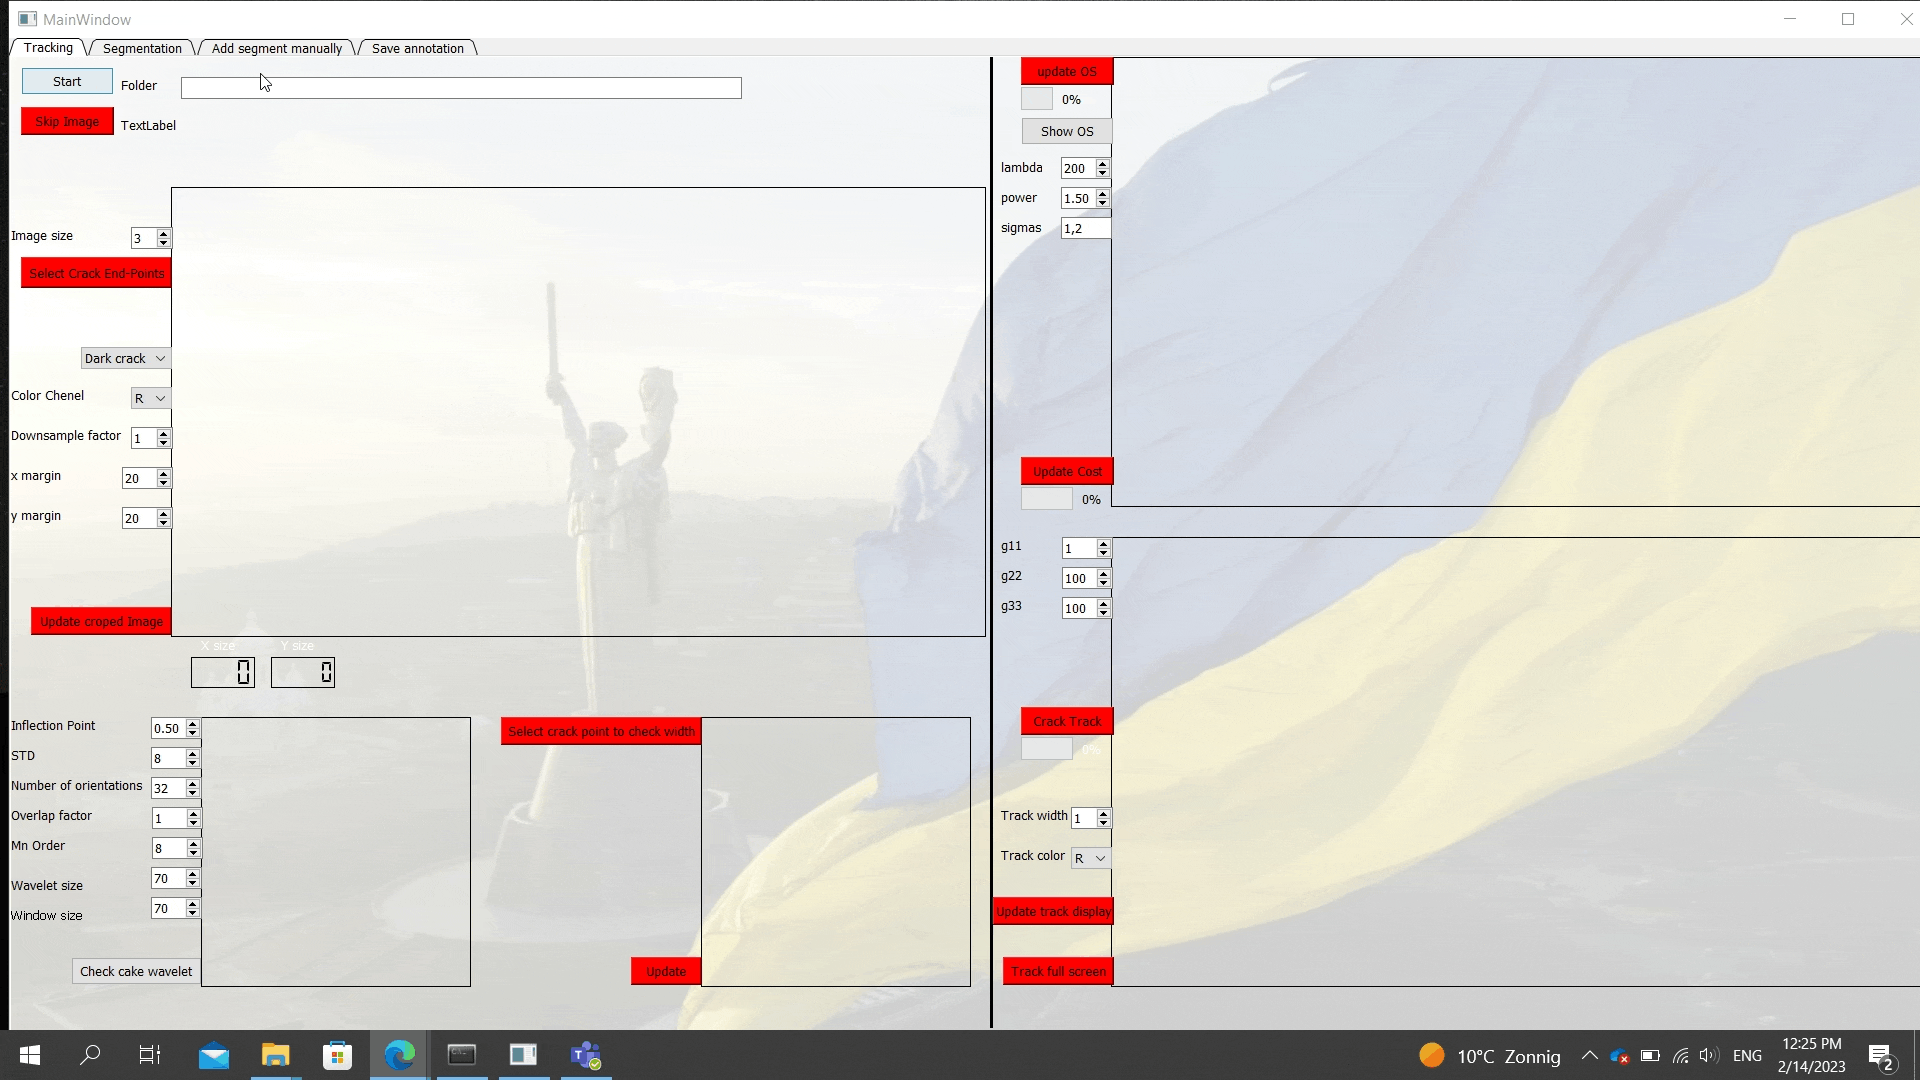 MainWindow
Tracking
Segmentation
Add segment manually
Save annotation
Start
Folder
Skip Image
TextLabel
Image size
3
Select Crack End-Points
Dark crack
Color Chenel
R
Downsample factor
1
x margin
20
y margin
20
Update croped Image
X size
Y size
0
0
Inflection Point
0.50
STD
8
Number of orientations
32
Overlap factor
1
Mn Order
8
Wavelet size
70
Window size
70
Check cake wavelet
Select crack point to check width
Update
update OS
0%
Show OS
lambda
200
power
1.50
sigmas
1,2
Update Cost
0%
g11
1
g22
100
g33
100
Crack Track
0%
Track width
1
Track color
R
Update track display
Track full screen
10°C Zonnig
ENG
12:25 PM
2/14/2023
2